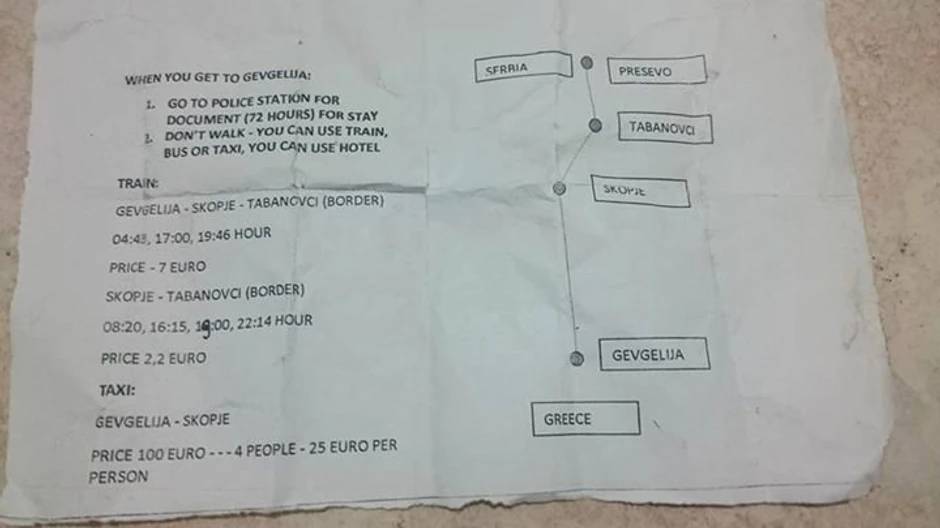 WHEN YOU GET TO GEVGELIJA:
1. GO TO POLICE STATION FOR
DOCUMENT (72 HOURS) FOR STAY
2. DON'T WALK - YOU CAN USE TRAIN,
BUS OR TAXI, YOU CAN USE HOTEL
TRAIN:
GEVGELIJA - SKOPJE - TABANOVCI (BORDER)
04:43, 17:00, 19:46 HOUR
PRICE - 7 EURO
SKOPJE - TABANOVCI (BORDER)
08:20, 16:15, 19:00, 22:14 HOUR
PRICE 2,2 EURO
TAXI:
GEVGELIJA - SKOPJE
PRICE 100 EURO - - - 4 PEOPLE - 25 EURO PER
PERSON
SERBIA
PRESEVO
TABANOVCI
SKOPJE
GEVGELIJA
GREECE